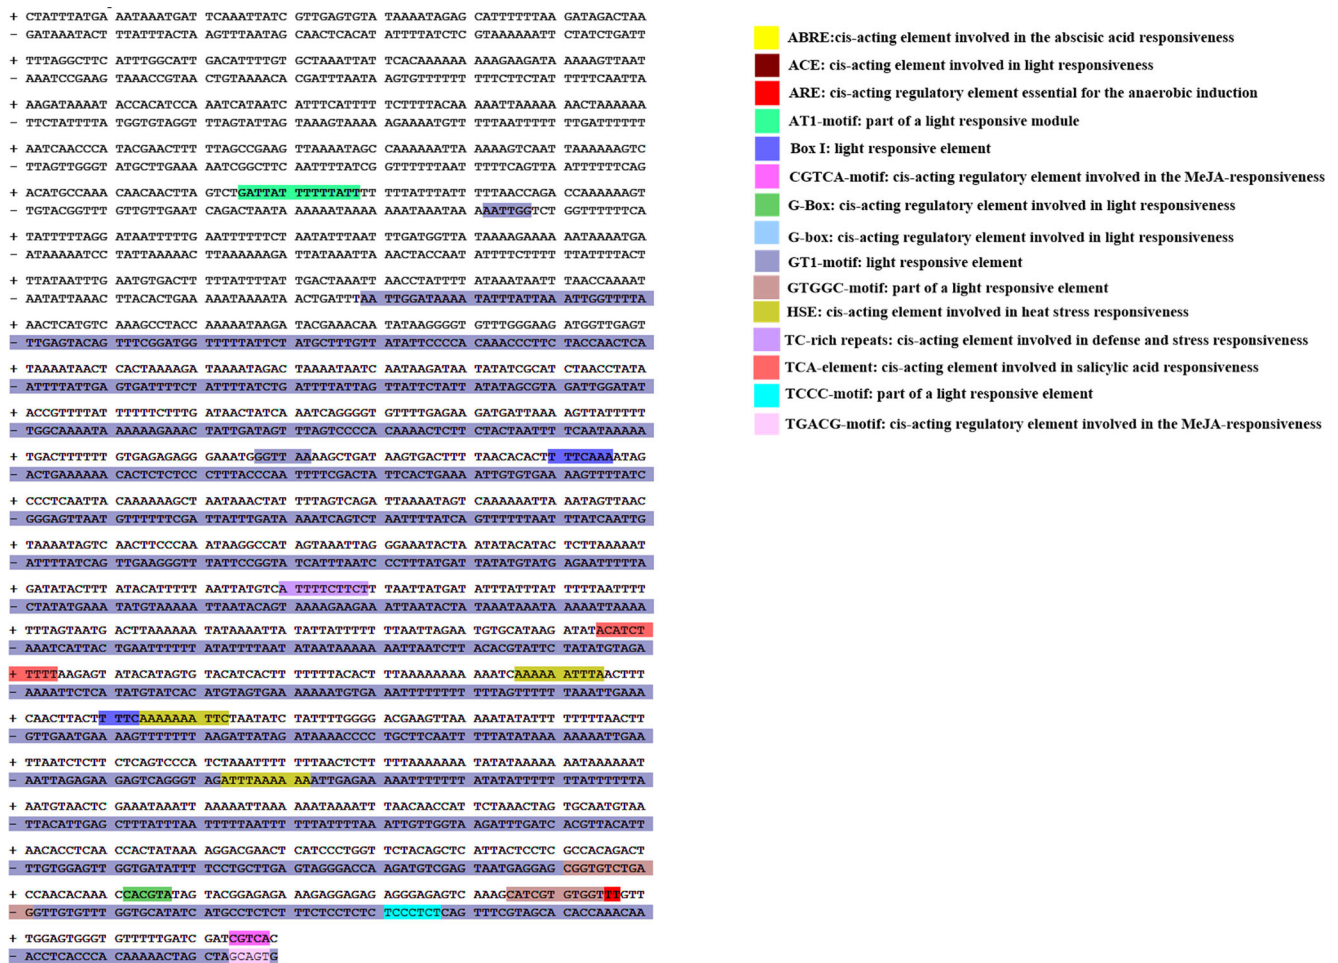 + CTATTTATGA AATAAATGAT TCAAATTATC GTTGAGTGTA TAAAATAGAG CATTTTTTAA GATAGACTAA
- GATAAATACT TTATTTACTA AGTTTAATAG CAACTCACAT ATTTTATCTC GTAAAAAATT CTATCTGATT
+ TTTAGGCTTC ATTTGGCATT GACATTTTGT GCTAAATTAT TCACAAAAAA AAAGAAGATA AAAAGTTAAT
- AAATCCGAAG TAAACCGTAA CTGTAAAACA CGATTTAATA AGTGTTTTTT TTTCTTCTAT TTTTCAATTA
+ AAGATAAAAT ACCACATCCA AATCATAATC ATTTCATTTT TCTTTTACAA AAATTAAAAA AACTAAAAAA
- TTCTATTTTA TGGTGTAGGT TTAGTATTAG TAAAGTAAAA AGAAAATGTT TTTAATTTTT TTGATTTTTT
+ AATCAACCCA TACGAACTTT TTAGCCGAAG TTAAAATAGC CAAAAAATTA AAAAGTCAAT TAAAAAAGTC
- TTAGTTGGGT ATGCTTGAAA AATCGGCTTC AATTTTATCG GTTTTTTAAT TTTTCAGTTA ATTTTTTCAG
+ ACATGCCAAA CAACAACTTA GTCTGATTAT TTTTTATTTT TTTTATTTAT TTTAACCAGA CCAAAAAAGT
- TGTACGGTTT GTTGTTGAAT CAGACTAATA AAAAATAAAA AAAATAAATA AAATTGGTCT GGTTTTTTCA
+ TATTTTTAGG ATAATTTTTG AATTTTTTCT AATATTTAAT TTGATGGTTA TAAAAGAAAA AATAAAATGA
- ATAAAAATCC TATTAAAAAC TTAAAAAAGA TTATAAATTA AACTACCAAT ATTTTCTTTT TTATTTTACT
+ TTATAATTTG AATGTGACTT TTTATTTTAT TGACTAAATT AACCTATTTT ATAAATAATT TAACCAAAAT
- AATATTAAAC TTACACTGAA AAATAAAATA ACTGATTTAA TTGGATAAAA TATTTATTAA ATTGGTTTTA
+ AACTCATGTC AAAGCCTACC AAAAATAAGA TACGAAACAA TATAAGGGGT GTTTGGGAAG ATGGTTGAGT
- TTGAGTACAG TTTCGGATGG TTTTTATTCT ATGCTTTGTT ATATTCCCCA CAAACCCTTC TACCAACTCA
+ TAAAATAACT CACTAAAAGA TAAAATAGAC TAAAATAATC AATAAGATAA TATATCGCAT CTAACCTATA
- ATTTTATTGA GTGATTTTCT ATTTTATCTG ATTTTATTAG TTATTCTATT ATATAGCGTA GATTGGATAT
+ ACCGTTTTAT TTTTTCTTTG ATAACTATCA AATCAGGGGT GTTTTGAGAA GATGATTAAA AGTTATTTTT
- TGGCAAAATA AAAAAGAAAC TATTGATAGT TTAGTCCCCA CAAAACTCTT CTACTAATTT TCAATAAAAA
+ TGACTTTTTT GTGAGAGAGG GAAATGGGTT AAAAGCTGAT AAGTGACTTT TAACACACTT TTTCAAAATAG
- ACTGAAAAAA CACTCTCTCC CTTTACCCAA TTTTCGACTA TTCACTGAAA ATTGTGTGAA AAGTTTTATC
+ CCCTCAATTA CAAAAAAGCT AATAAACTAT TTTAGTCAGA TTAAAATAGT CAAAAAATTA AATAGTTAAC
- GGGAGTTAAT GTTTTTTCGA TTATTTGATA AAATCAGTCT AATTTTATCA GTTTTTTAAT TTATCAATTG
+ TAAAATAGTC AACTTCCCAA ATAAGGCCAT AGTAAATTAG GGAAATACTA ATATACATAC TCTTAAAAAT
- ATTTTATCAG TTGAAGGGTT TATTCCGGTA TCATTTAATC CCTTTATGAT TATATGTATG AGAATTTTTA
+ GATATACTTT ATACATTTTT AATTATGTCA TTTTCTTCTT TAATTATGAT ATTTATTTAT TTTTTAATTTT
- CTATATGAAA TATGTAAAAA TTAATACAGT AAAAGAAGAA ATTAATACTA TAAATAAATA AAAATTAAAA
+ TTTAGTAATG ACTTAAAAAA TATAAAATTA TATTATTTTT TTAATTAGAA TGTGCATAAG ATATACATCT
- AAATCATTAC TGAATTTTTT ATATTTTAAT ATAATAAAAA AATTAATCTT ACACGTATTC TATATGTAGA
+ TTTTTAAGAGT ATACATAGTG TACATCACTT TTTTTACACT TTAAAAAAAA AAATCAAAAA ATTTAACTTT
- AAAATTCTCA TATGTATCAC ATGTAGTGAA AAAAATGTGA AATTTTTTTT TTTAGTTTTT TAAATTGAAA
+ CAACTTACTT TTTCAAAAAAA TTCTAATATC TATTTTGGGG ACGAAGTTAA AAATATATTT TTTTTAACTT
- GTTGAATGAA AAGTTTTTTT AAGATTATAG ATAAAACCCC TGCTTCAATT TTTATATAAA AAAAATTGAA
+ TTAATCTCTT CTCAGTCCCA TCTAAATTTT TTTAACTCTT TTTAAAAAAA TATATAAAAA AATAAAAAAT
- AATTAGAGAA GAGTCAGGGT AGATTTAAAA AAATTGAGAA AAATTTTTTT ATATATTTTT TTATTTTTTA
+ AATGTAACTC GAAATAAATT AAAAATTAAA AAATAAAATT TAACAACCAT TCTAAACTAG TGCAATGTAA
- TTACATTGAG CTTTATTTAA TTTTTAATTT TTTATTTTAA ATTGTTGGTA AGATTTGATC ACGTTACATT
+ AACACCTCAA CCACTATAAA AGGACGAACT CATCCCTGGT TCTACAGCTC ATTACTCCTC GCCACAGACT
- TTGTGGAGTT GGTGATATTT TCCTGCTTGA GTAGGGACCA AGATGTCGAG TAATGAGGAG CGGTGTCTGA
+ CCAACACAAAC CACGTATAGT TACGGAGAGA AAGAGGAGAG AGGGAGAGTC AAAGCATCGT GTGGTTTGTT
- GGTTGTGTTT GGTGCATATC ATGCCTCTCT TTCTCCTCTC TCCCTCTCAG TTTCGTAGCA CACCAAACAA
+ TGGAGTGGGT GTTTTTGATC GATCGTCAC
- ACCTCACCCA CAAAAACTAG CTAGCAGTG
ABRE:cis-acting element involved in the abscisic acid responsiveness
ACE: cis-acting element involved in light responsiveness
ARE: cis-acting regulatory element essential for the anaerobic induction
AT1-motif: part of a light responsive module
Box I: light responsive element
CGTCA-motif: cis-acting regulatory element involved in the MeJA-responsiveness
G-Box: cis-acting regulatory element involved in light responsiveness
G-box: cis-acting regulatory element involved in light responsiveness
GT1-motif: light responsive element
GTGGC-motif: part of a light responsive element
HSE: cis-acting element involved in heat stress responsiveness
TC-rich repeats: cis-acting element involved in defense and stress responsiveness
TCA-element: cis-acting element involved in salicylic acid responsiveness
TCCC-motif: part of a light responsive element
TGACG-motif: cis-acting regulatory element involved in the MeJA-responsiveness